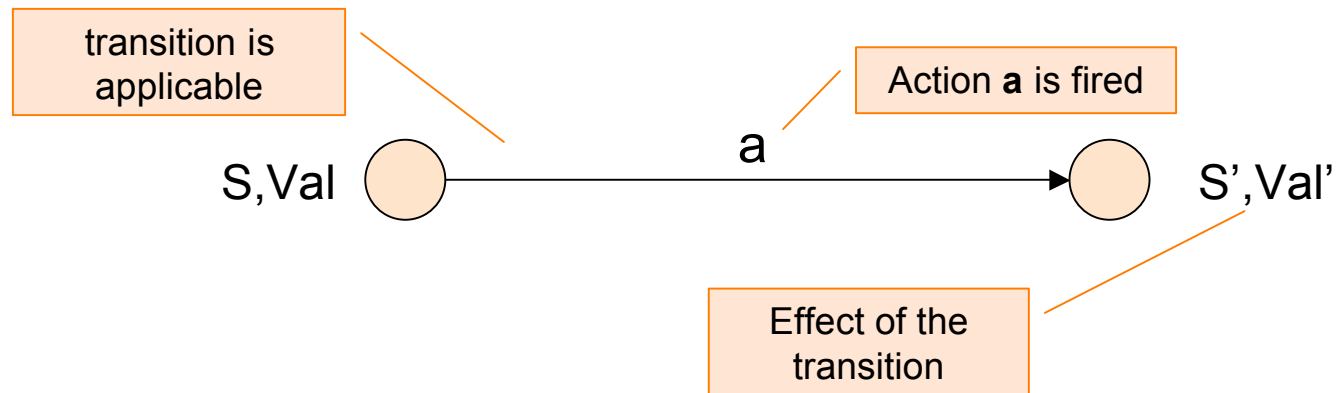 transition is
applicable
Action a is fired
a
S,Val
S’,Val’
Effect of the
transition